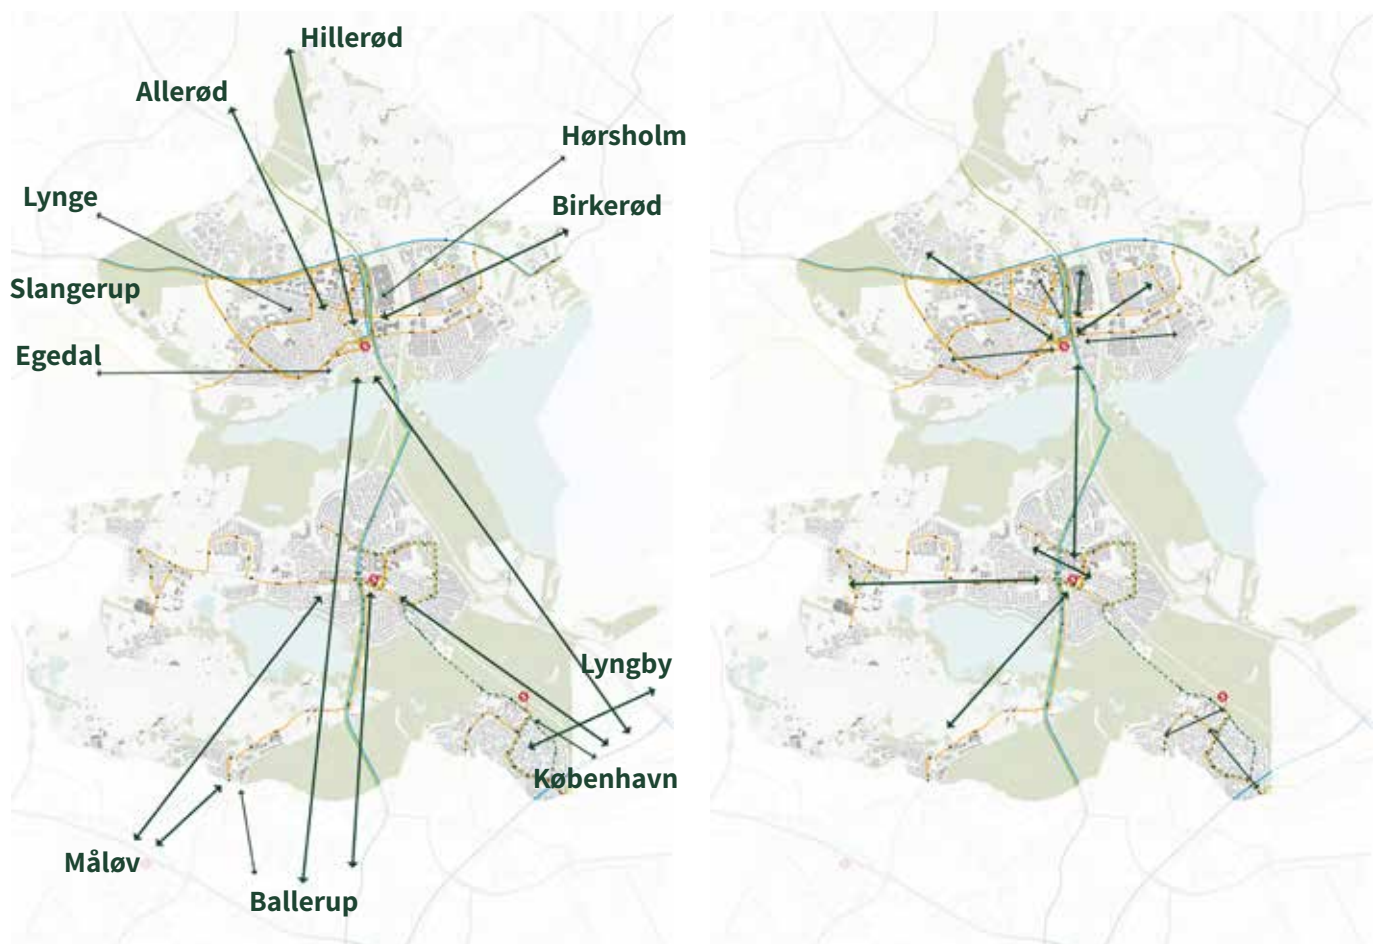 Hillerød
Allerød
Hørsholm
Lynge
Birkerød
Slangerup
Egedal
Lyngby
København
Måløv
Ballerup